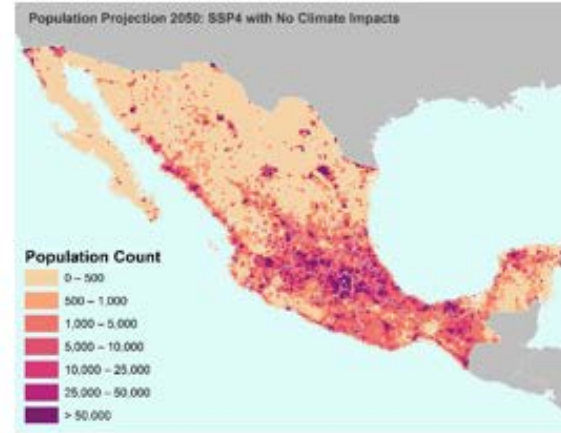 Population Projection 2050: SSP4 with No Climate Impacts
Population Count
0 – 500
500 – 1,000
1,000 – 5,000
5,000 – 10,000
10,000 – 25,000
25,000 – 50,000
> 50,000